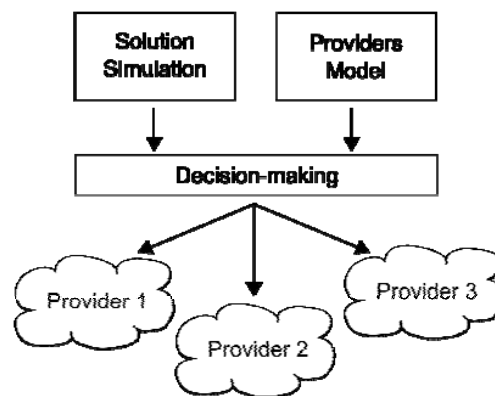 Solution
Simulation
Providers
Model
Decision-making
Provider 1
Provider 2
Provider 3